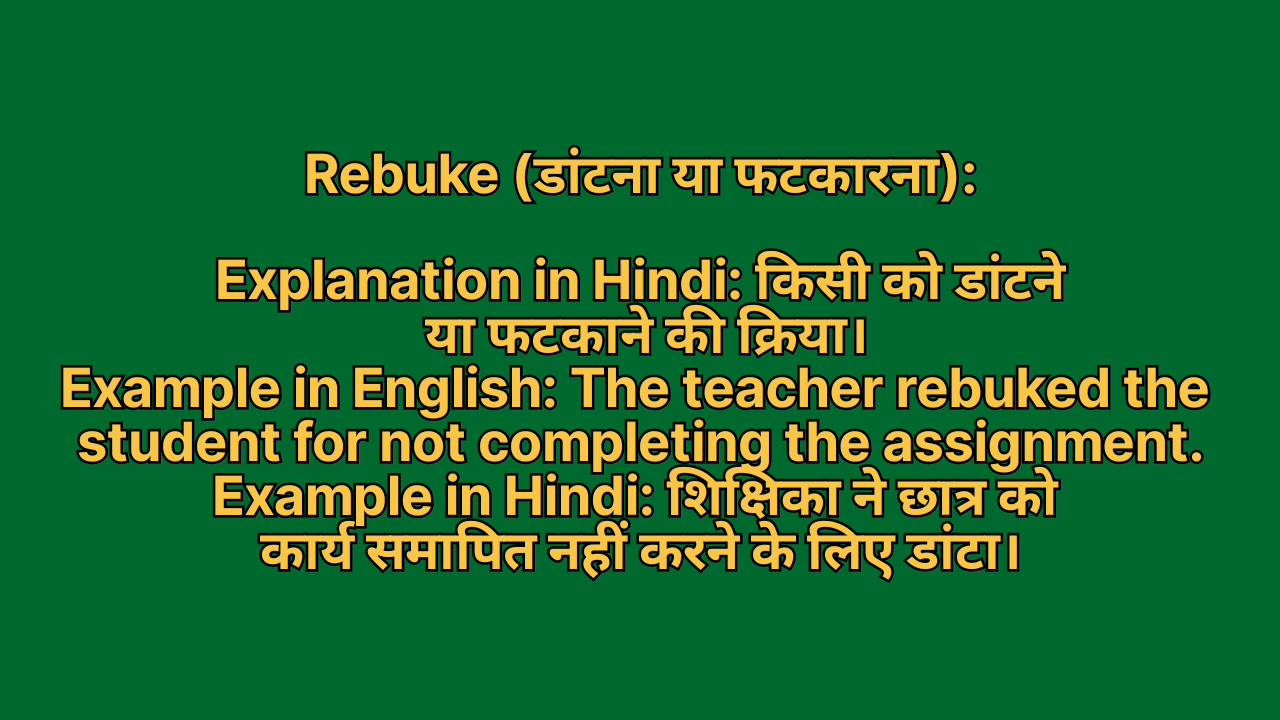 Rebuke (डांटना या फटकारना):
Explanation in Hindi: किसी को डांटने
या फटकाने की क्रिया।
Example in English: The teacher rebuked the
student for not completing the assignment.
Example in Hindi: शिक्षिका ने छात्र को
कार्य समापित नहीं करने के लिए डांटा।